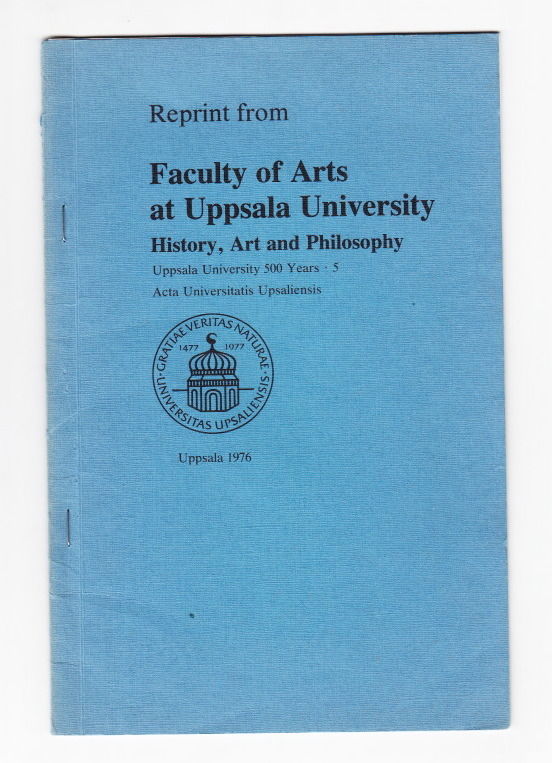 Reprint from
Faculty of Arts
at Uppsala University
History, Art and Philosophy
Uppsala University 500 Years · 5
Acta Universitatis Upsaliensis
· GRATIAE VERITAS NATURAE ·
1477 1977
UNIVERSITAS UPSALIENSIS
Uppsala 1976